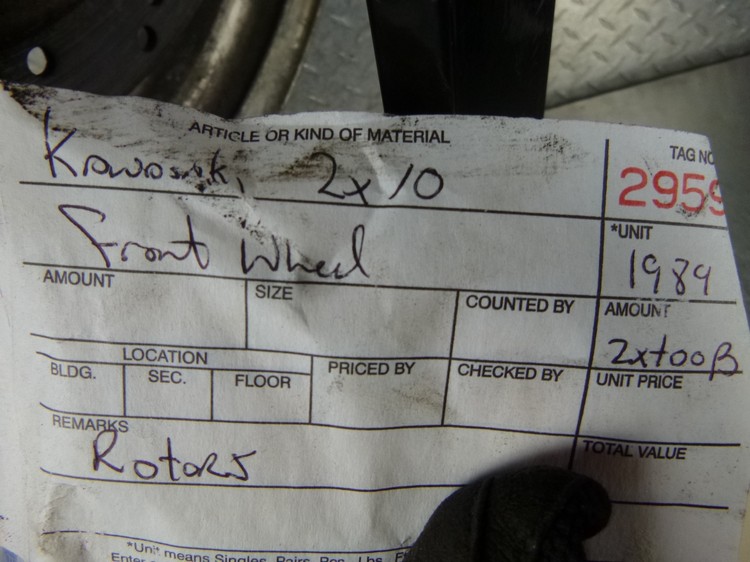 ARTICLE OR KIND OF MATERIAL
Kawasaki 2x10
TAG NO
2959
Front Wheel
*UNIT
1989
AMOUNT
SIZE
COUNTED BY
AMOUNT
2x700B
LOCATION
BLDG.
SEC.
FLOOR
PRICED BY
CHECKED BY
UNIT PRICE
REMARKS
Rotors
TOTAL VALUE
*Unit means Singles, Pairs, Pcs., Lbs.
Enter